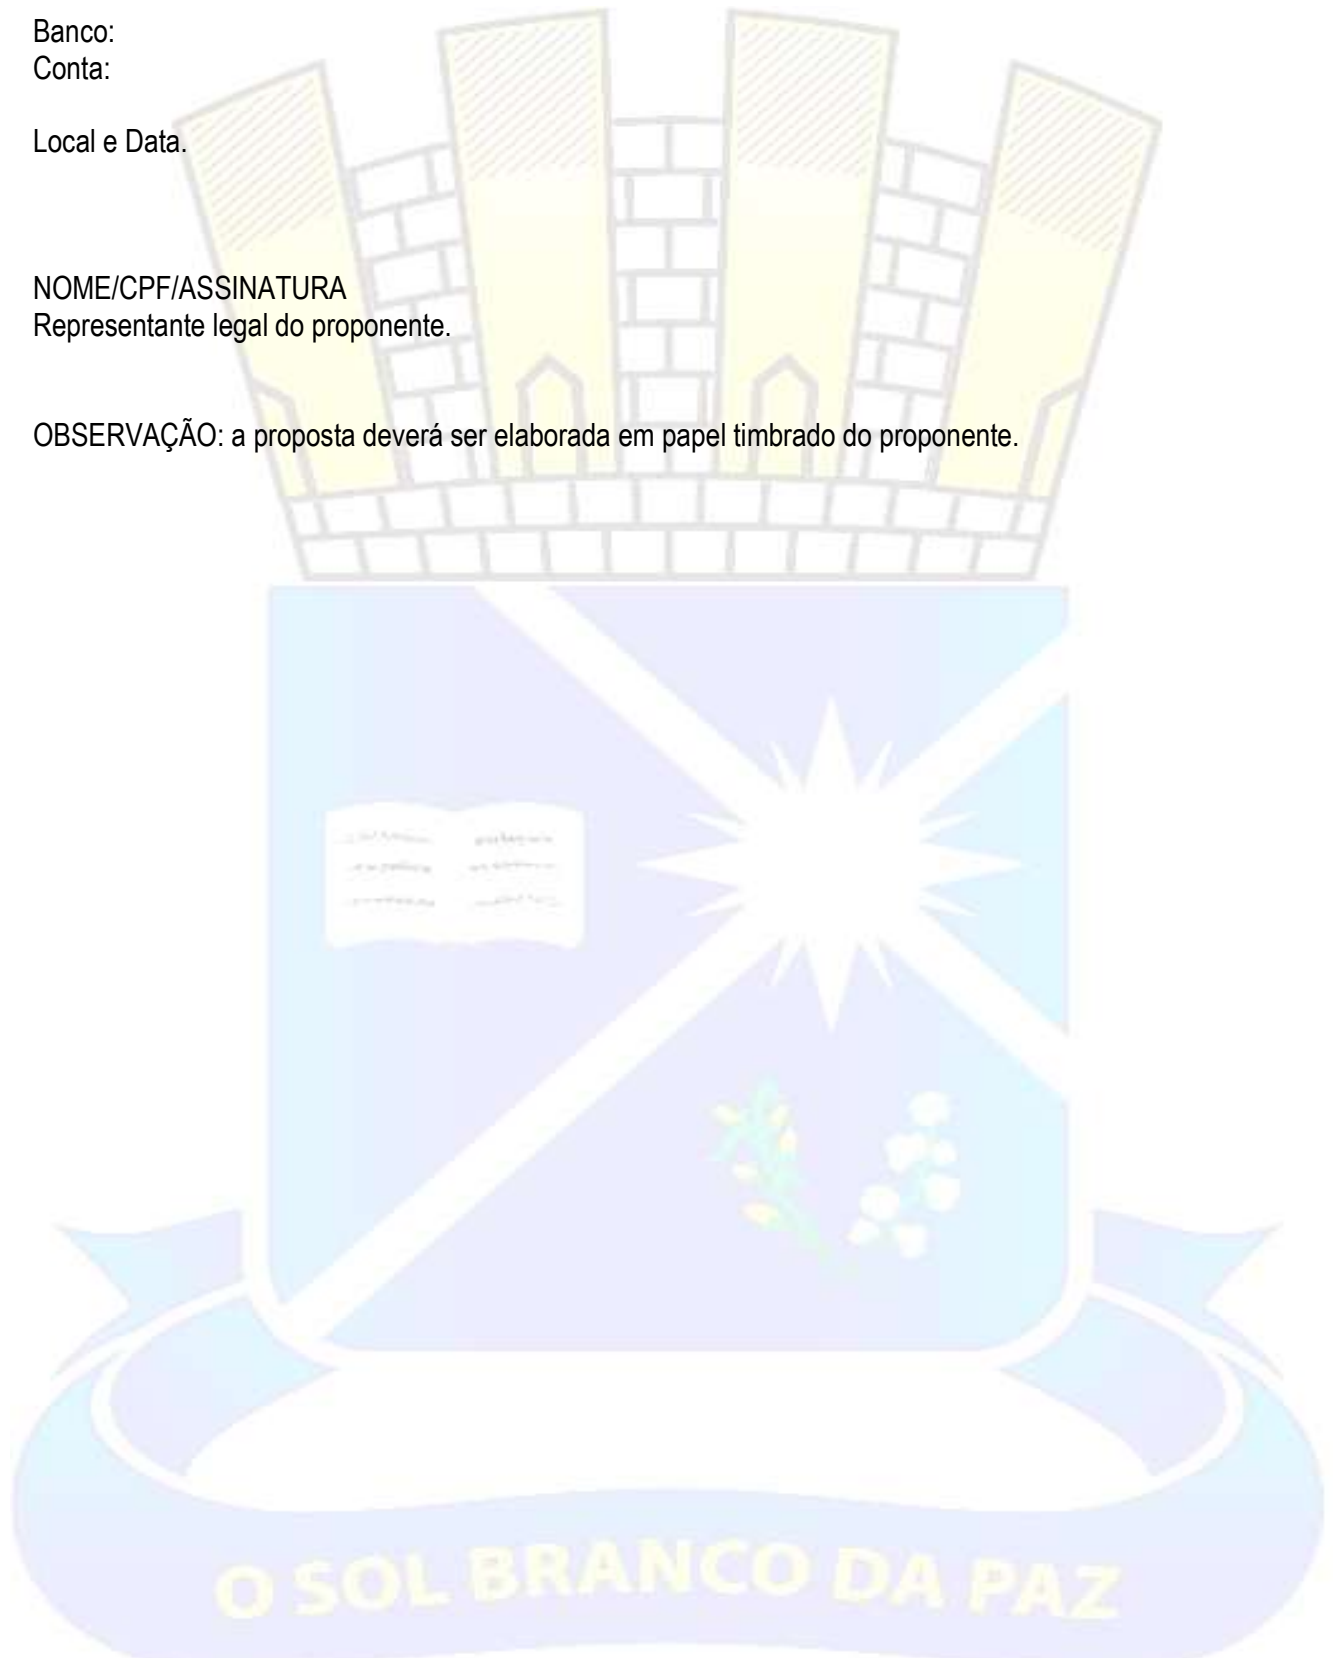 Banco:
Conta:
Local e Data.
NOME/CPF/ASSINATURA
Representante legal do proponente.
OBSERVAÇÃO: a proposta deverá ser elaborada em papel timbrado do proponente.
O SOL BRANCO DA PAZ